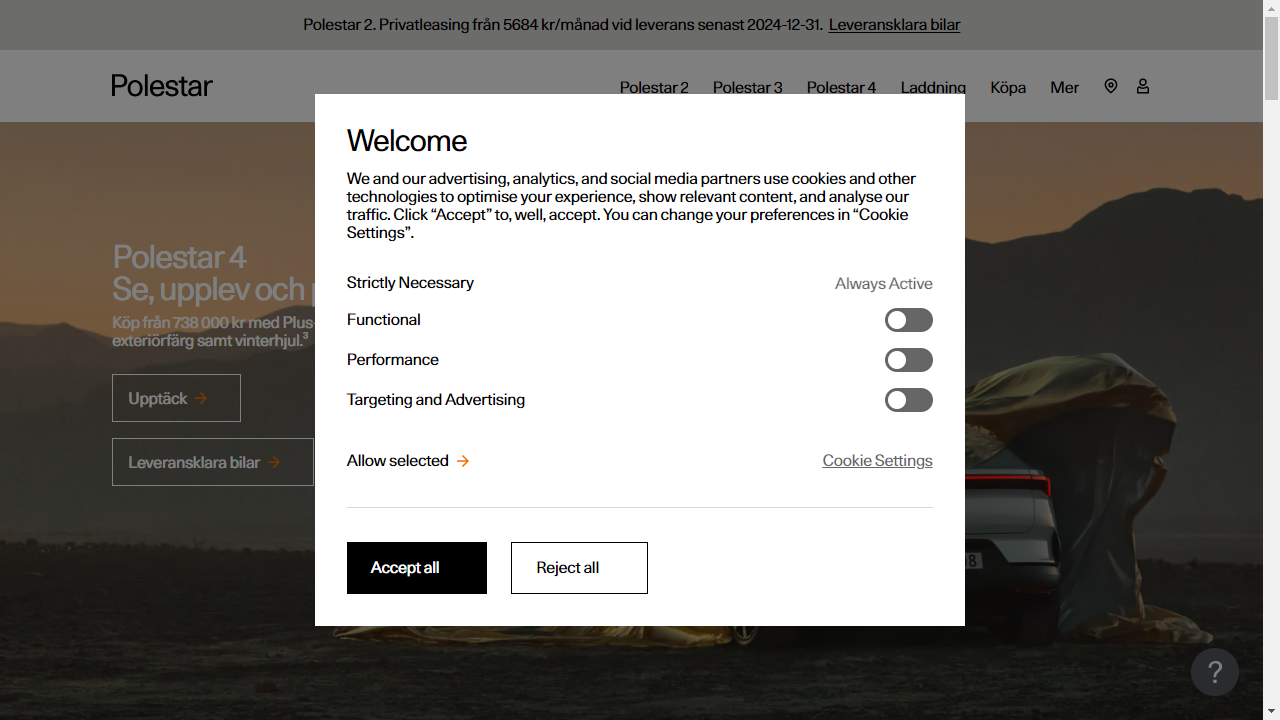 Polestar 2. Privatleasing från 5684 kr/månad vid leverans senast 2024-12-31. Leveransklara bilar
Polestar
Polestar 2 Polestar 3 Polestar 4 Laddning Köpa Mer
Welcome
We and our advertising, analytics, and social media partners use cookies and other
technologies to optimise your experience, show relevant content, and analyse our
traffic. Click “Accept” to, well, accept. You can change your preferences in “Cookie
Settings”.
Strictly Necessary Always Active
Functional
Performance
Targeting and Advertising
Allow selected Cookie Settings
Accept all Reject all
Polestar 4
Se, upplev och
Köp från 738 000 kr med Plus-
exteriörfärg samt vinterhjul.³
Upptäck
Leveransklara bilar
?